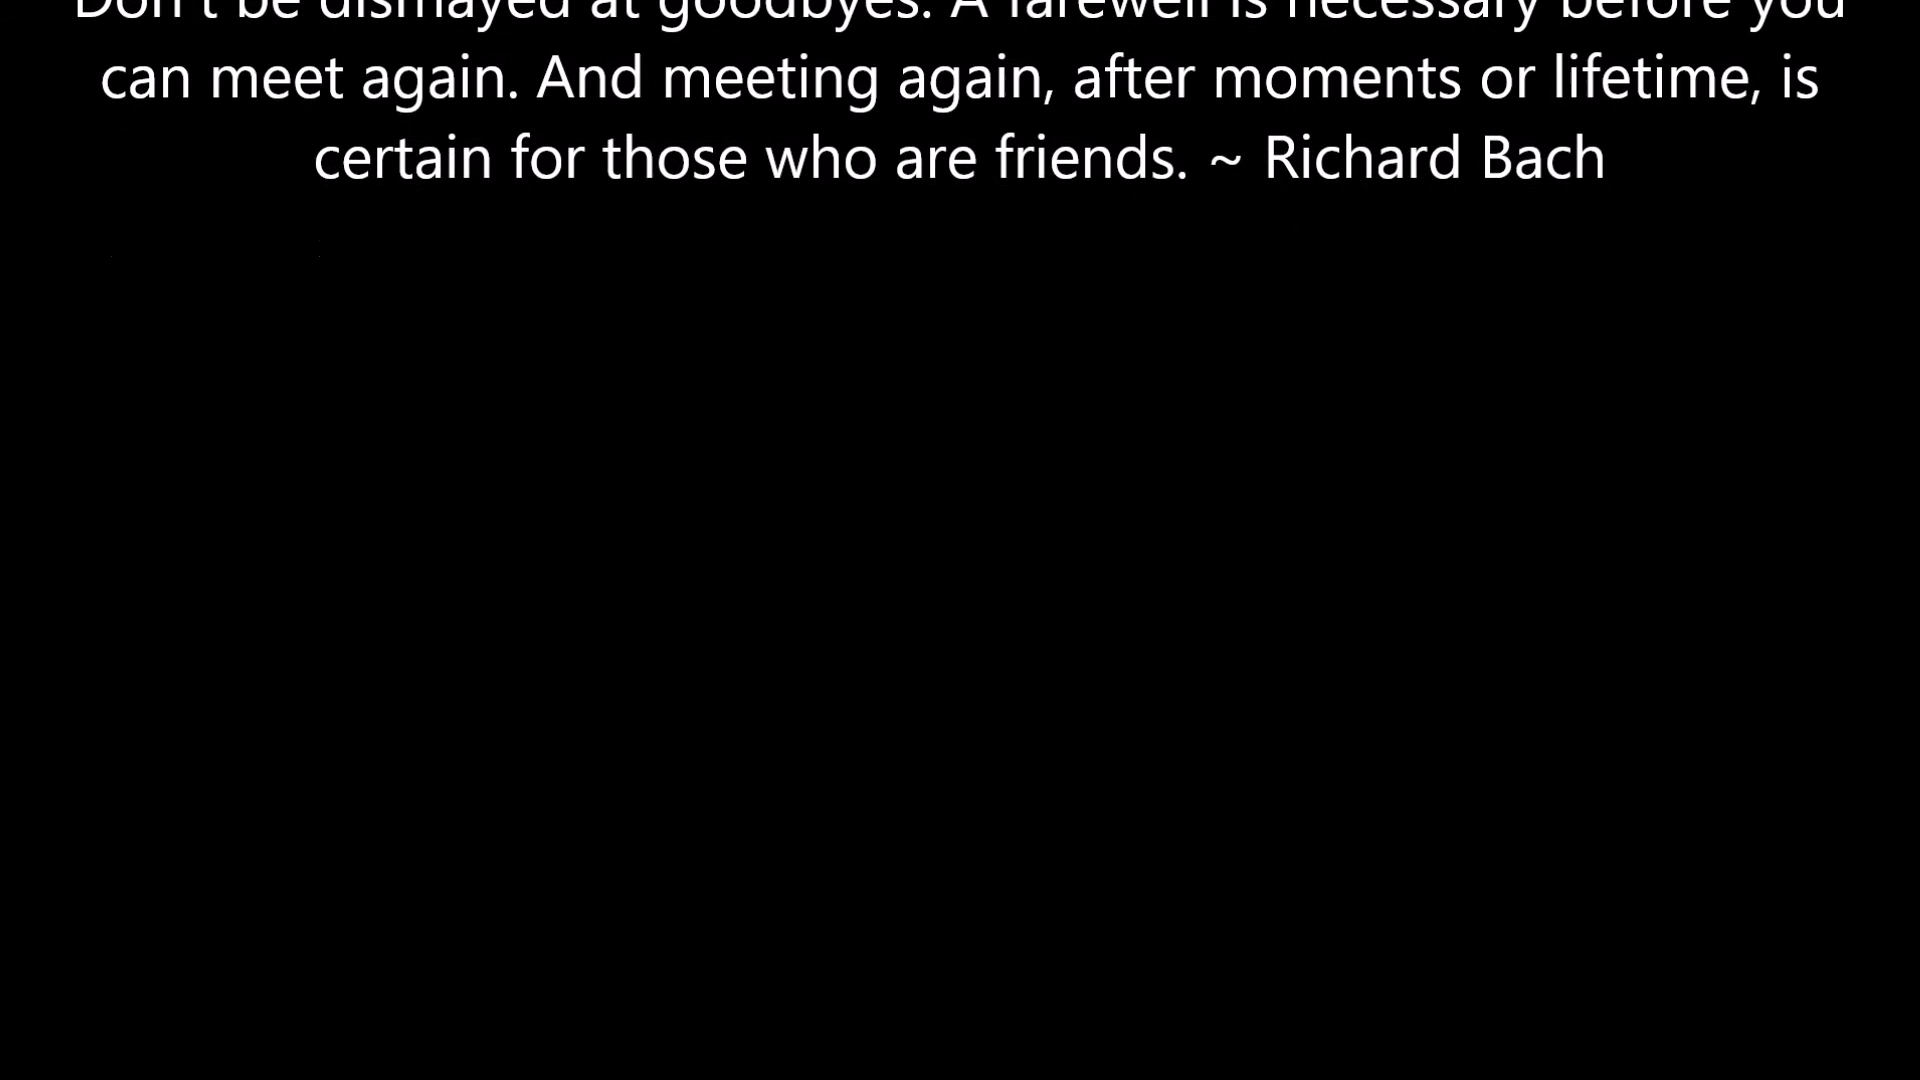 Don't be dismayed at goodbyes. A farewell is necessary before you
can meet again. And meeting again, after moments or lifetime, is
certain for those who are friends. ~ Richard Bach